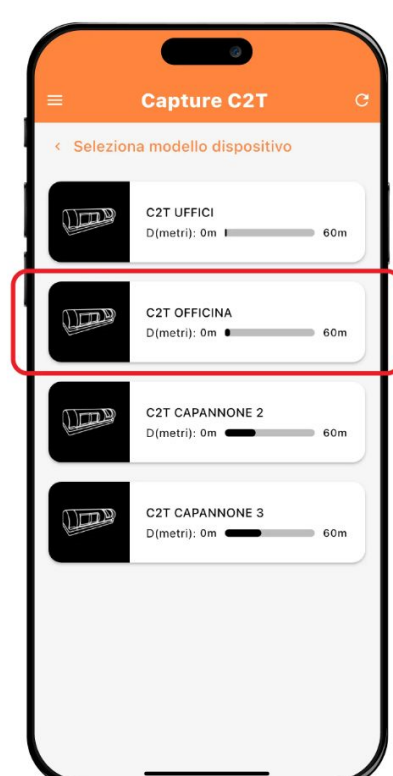 Capture C2T
Seleziona modello dispositivo
C2T UFFICI
D(metri): 0m 60m
C2T OFFICINA
D(metri): 0m 60m
C2T CAPANNONE 2
D(metri): 0m 60m
C2T CAPANNONE 3
D(metri): 0m 60m